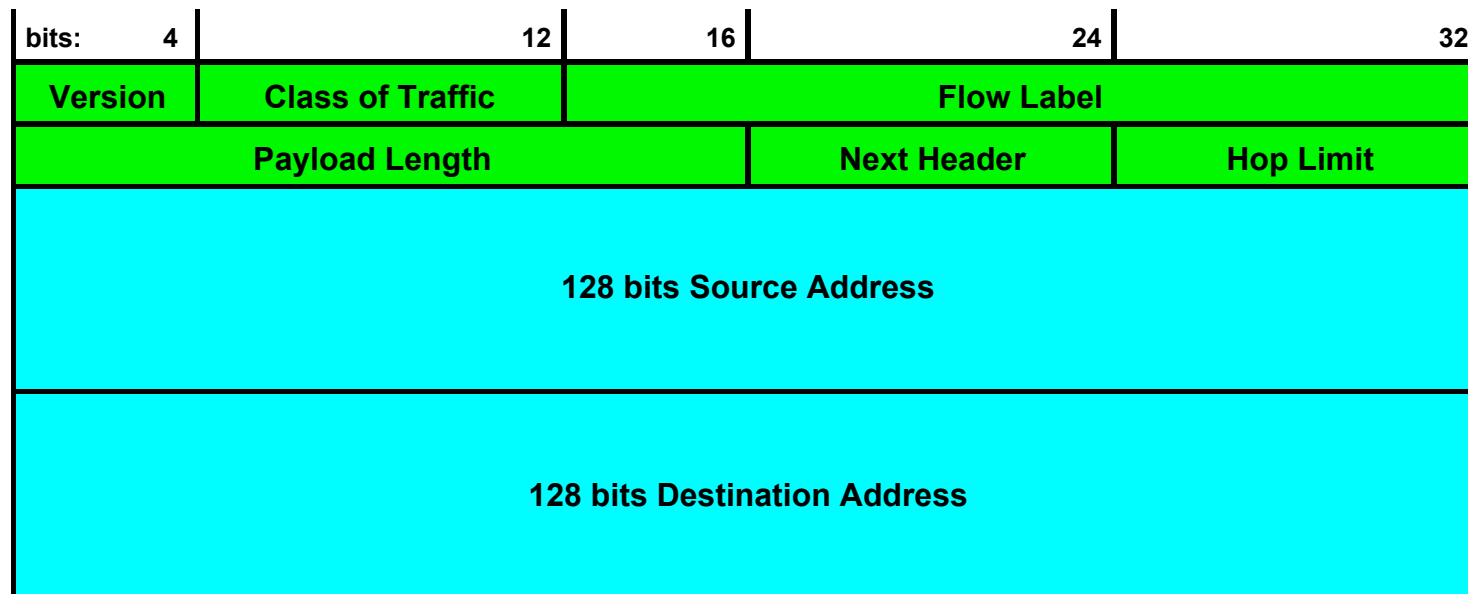 bits: 4 12 16 24 32
Version Class of Traffic Flow Label
Payload Length Next Header Hop Limit
128 bits Source Address
128 bits Destination Address